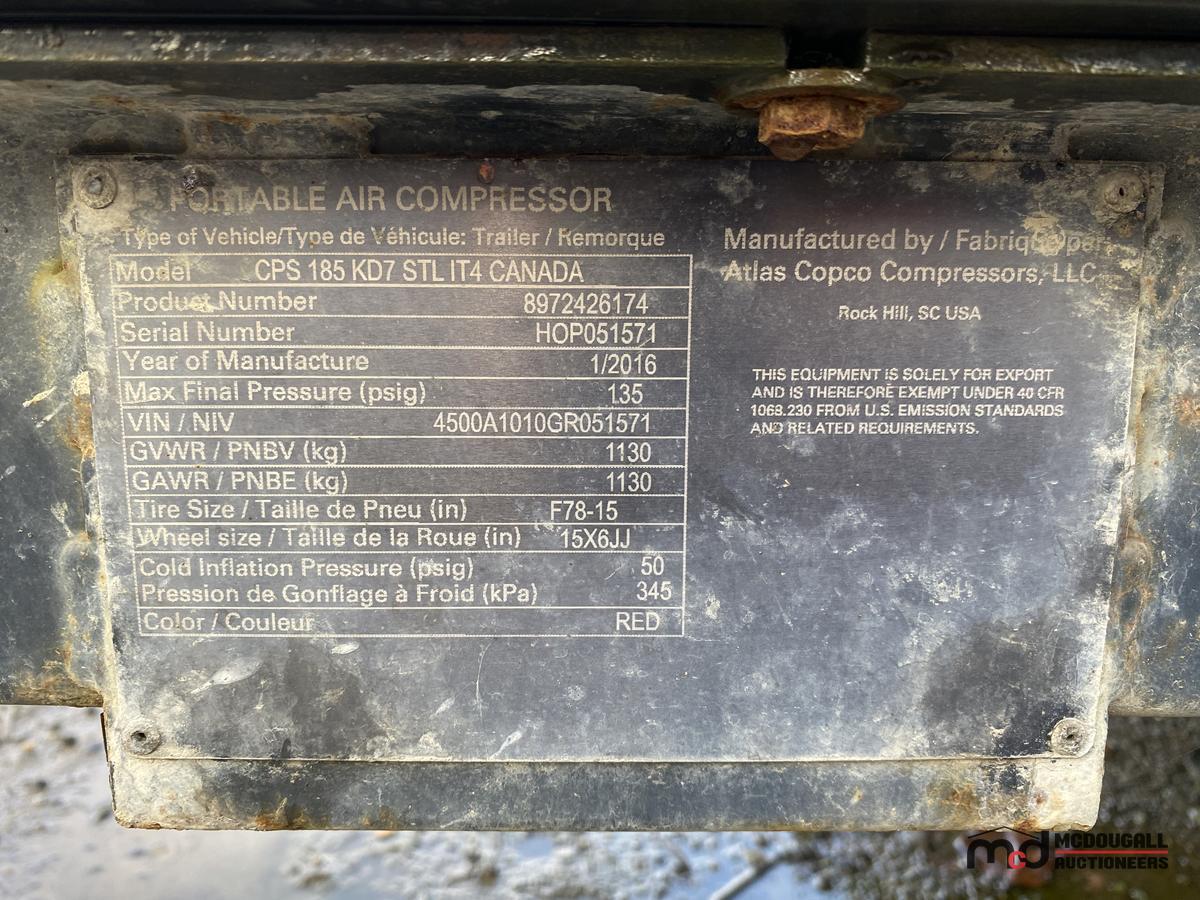 PORTABLE AIR COMPRESSOR
Type of Vehicle/Type de Véhicule: Trailer / Remorque
Model CPS 185 KD7 STL IT4 CANADA
Product Number 8972426174
Serial Number HOP051571
Year of Manufacture 1/2016
Max Final Pressure (psig) 135
VIN / NIV 4500A1010GR051571
GVWR / PNBV (kg) 1130
GAWR / PNBE (kg) 1130
Tire Size / Taille de Pneu (in) F78-15
Wheel size / Taille de la Roue (in) 15X6JJ
Cold Inflation Pressure (psig) 50
Pression de Gonflage à Froid (kPa) 345
Color / Couleur RED
Manufactured by / Fabriqué par
Atlas Copco Compressors, LLC
Rock Hill, SC USA
THIS EQUIPMENT IS SOLELY FOR EXPORT
AND IS THEREFORE EXEMPT UNDER 40 CFR
1068.230 FROM U.S. EMISSION STANDARDS
AND RELATED REQUIREMENTS.
mcd MCDOUGALL
AUCTIONEERS